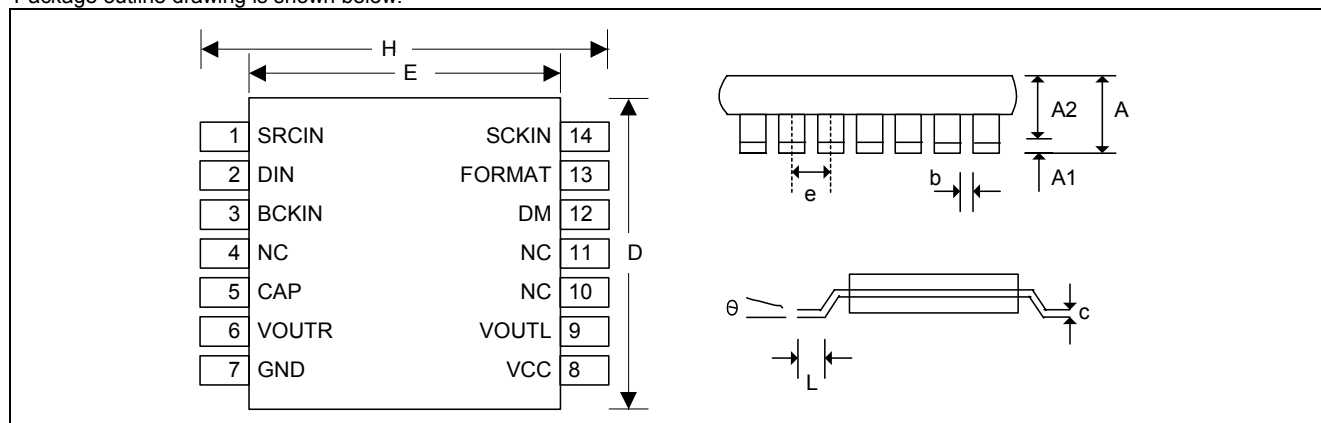 Package outline drawing is shown below.
H
E
1 SRCIN SCKIN 14
2 DIN FORMAT 13
3 BCKIN DM 12
4 NC NC 11
5 CAP NC 10
6 VOUTR VOUTL 9
7 GND VCC 8
D
A2 A
A1
b
e
θ
c
L